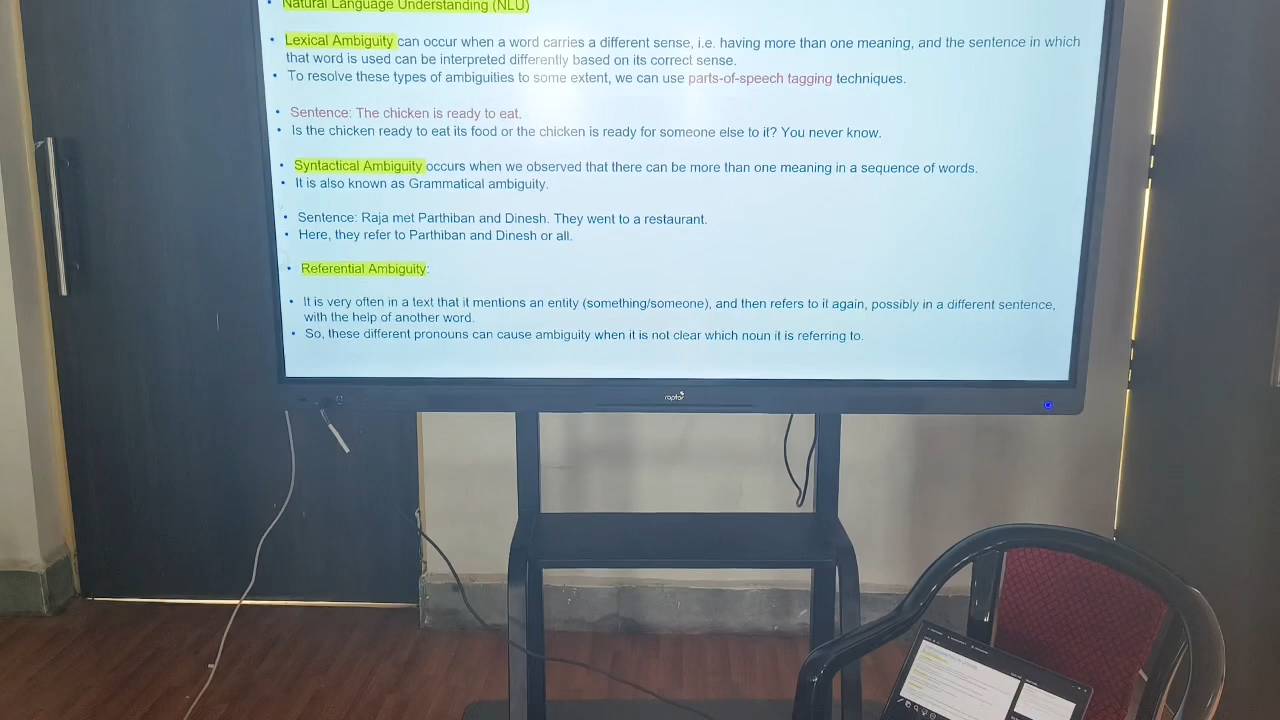 • Natural Language Understanding (NLU)
• Lexical Ambiguity can occur when a word carries a different sense, i.e. having more than one meaning, and the sentence in which
that word is used can be interpreted differently based on its correct sense.
• To resolve these types of ambiguities to some extent, we can use parts-of-speech tagging techniques.
• Sentence: The chicken is ready to eat.
• Is the chicken ready to eat its food or the chicken is ready for someone else to it? You never know.
• Syntactical Ambiguity occurs when we observed that there can be more than one meaning in a sequence of words.
• It is also known as Grammatical ambiguity.
• Sentence: Raja met Parthiban and Dinesh. They went to a restaurant.
• Here, they refer to Parthiban and Dinesh or all.
• Referential Ambiguity:
• It is very often in a text that it mentions an entity (something/someone), and then refers to it again, possibly in a different sentence,
with the help of another word.
• So, these different pronouns can cause ambiguity when it is not clear which noun it is referring to.
raptor